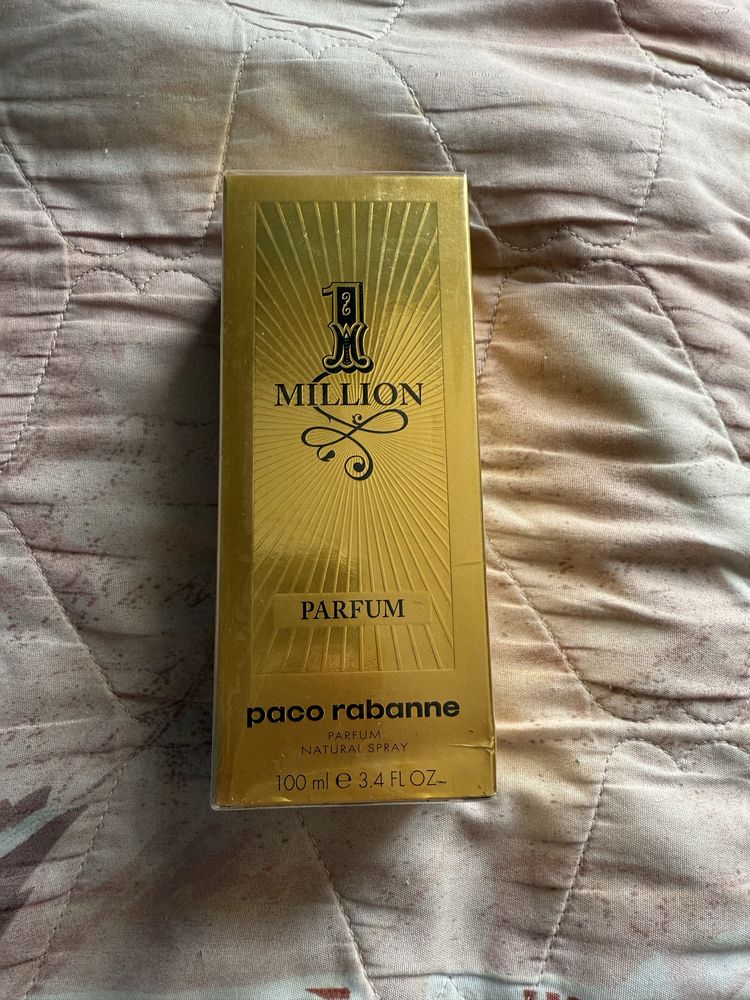 1
MILLION
PARFUM
paco rabanne
PARFUM
NATURAL SPRAY
100 ml ℮ 3.4 FL OZ